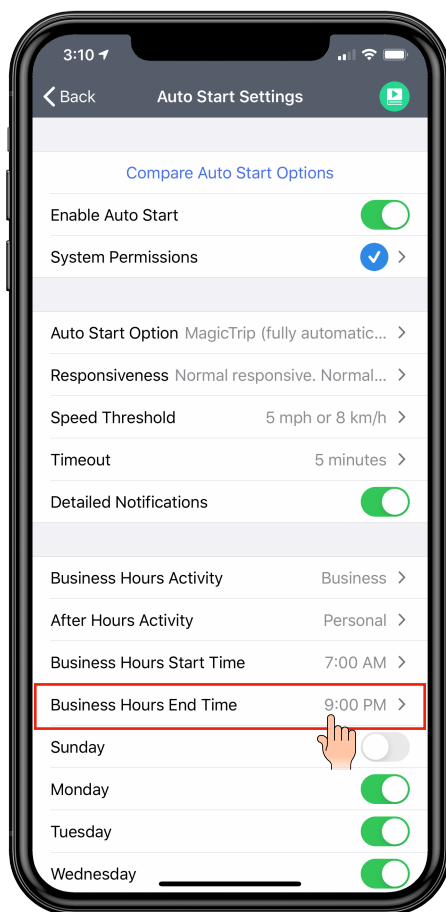 3:10
Back Auto Start Settings
Compare Auto Start Options
Enable Auto Start
System Permissions
Auto Start Option MagicTrip (fully automatic...
Responsiveness Normal responsive. Normal...
Speed Threshold 5 mph or 8 km/h
Timeout 5 minutes
Detailed Notifications
Business Hours Activity Business
After Hours Activity Personal
Business Hours Start Time 7:00 AM
Business Hours End Time 9:00 PM
Sunday
Monday
Tuesday
Wednesday